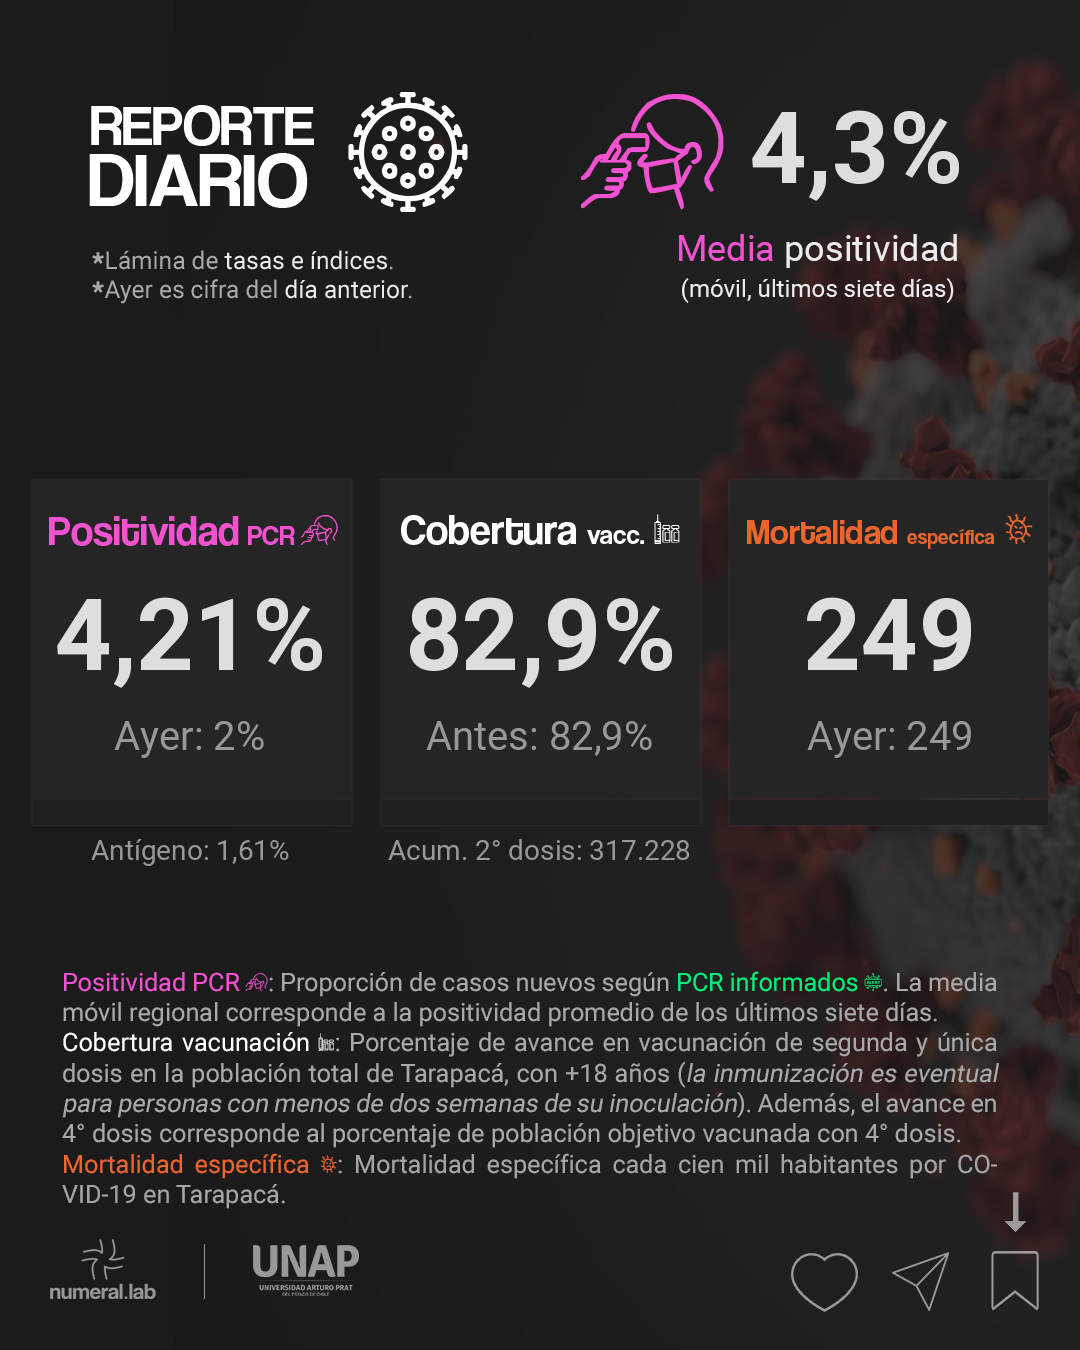 REPORTE
DIARIO
*Lámina de tasas e índices.
*Ayer es cifra del día anterior.
4,3%
Media positividad
(móvil, últimos siete días)
Positividad PCR
4,21%
Ayer: 2%
Antígeno: 1,61%
Cobertura vacc.
82,9%
Antes: 82,9%
Acum. 2° dosis: 317.228
Mortalidad específica
249
Ayer: 249
Positividad PCR : Proporción de casos nuevos según PCR informados . La media
móvil regional corresponde a la positividad promedio de los últimos siete días.
Cobertura vacunación : Porcentaje de avance en vacunación de segunda y única
dosis en la población total de Tarapacá, con +18 años (la inmunización es eventual
para personas con menos de dos semanas de su inoculación). Además, el avance en
4° dosis corresponde al porcentaje de población objetivo vacunada con 4° dosis.
Mortalidad específica : Mortalidad específica cada cien mil habitantes por CO-
VID-19 en Tarapacá.
numeral.lab
UNAP
UNIVERSIDAD ARTURO PRAT
DEL ESTADO DE CHILE